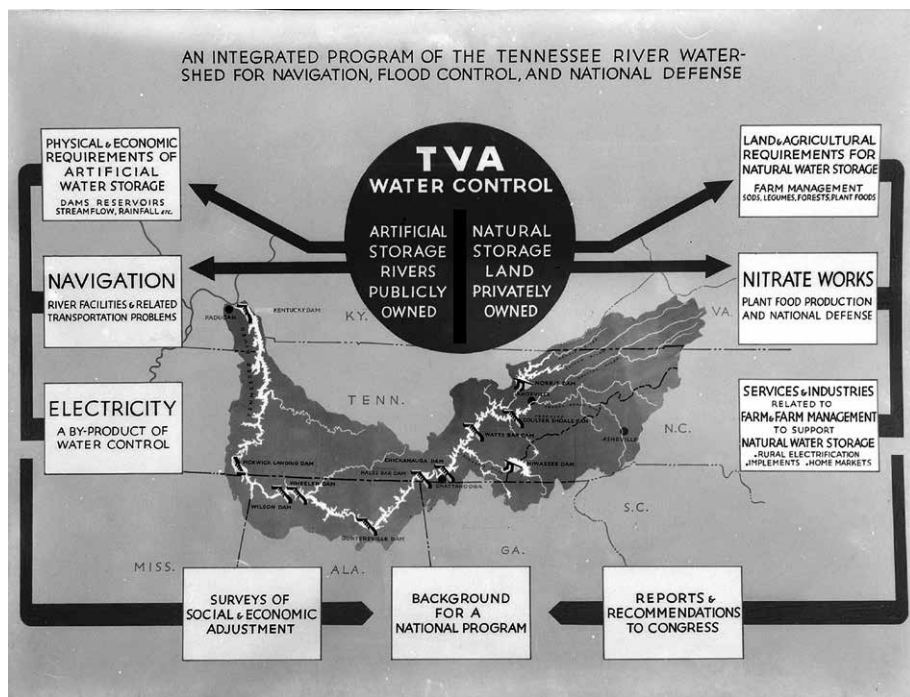 AN INTEGRATED PROGRAM OF THE TENNESSEE RIVER WATER-
SHED FOR NAVIGATION, FLOOD CONTROL, AND NATIONAL DEFENSE
PHYSICAL & ECONOMIC
REQUIREMENTS OF
ARTIFICIAL
WATER STORAGE
DAMS RESERVOIRS
STREAMFLOW, RAINFALL etc.
NAVIGATION
RIVER FACILITIES & RELATED
TRANSPORTATION PROBLEMS
ELECTRICITY
A BY-PRODUCT OF
WATER CONTROL
TVA
WATER CONTROL
ARTIFICIAL
STORAGE
RIVERS
PUBLICLY
OWNED
NATURAL
STORAGE
LAND
PRIVATELY
OWNED
LAND & AGRICULTURAL
REQUIREMENTS FOR
NATURAL WATER STORAGE
FARM MANAGEMENT
SODS, LEGUMES, FORESTS, PLANT FOODS
NITRATE WORKS
PLANT FOOD PRODUCTION
AND NATIONAL DEFENSE
SERVICES & INDUSTRIES
RELATED TO
FARM & FARM MANAGEMENT
TO SUPPORT
NATURAL WATER STORAGE
• RURAL ELECTRIFICATION
• IMPLEMENTS • HOME MARKETS
PADUCAH
KENTUCKY DAM
KY.
VA.
TENN.
NORRIS DAM
KNOXVILLE
COULTER SHOALS DAM
WATTS BAR DAM
ASHEVILLE
N.C.
PICKWICK LANDING DAM
CHICKAMAUGA DAM
HALES BAR DAM
HIWASSEE DAM
CHATTANOOGA
WHEELER DAM
WILSON DAM
GUNTERSVILLE DAM
S.C.
GA.
MISS.
ALA.
SURVEYS OF
SOCIAL & ECONOMIC
ADJUSTMENT
BACKGROUND
FOR A
NATIONAL PROGRAM
REPORTS &
RECOMMENDATIONS
TO CONGRESS